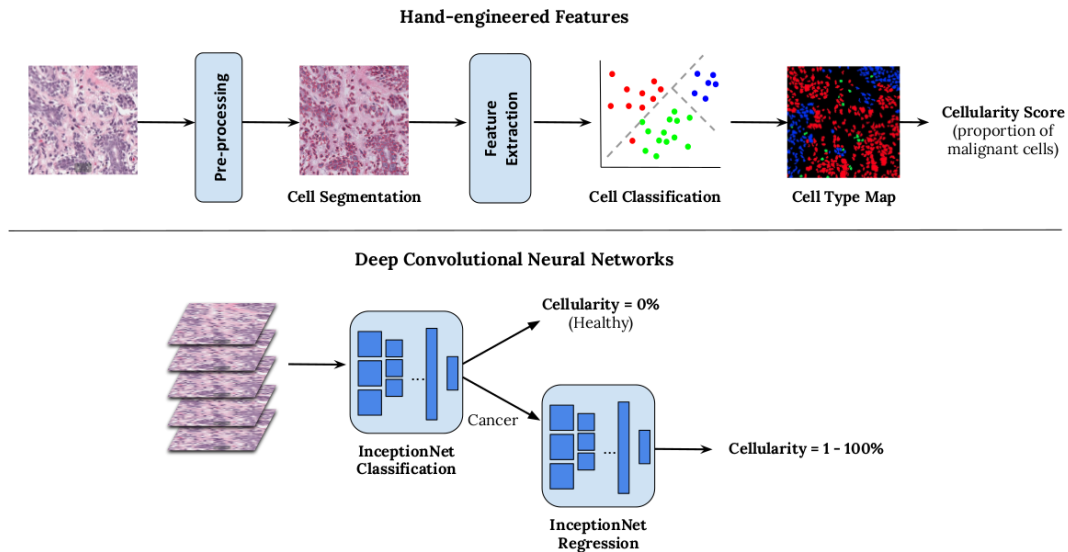 Hand-engineered Features
Pre-processing
Cell Segmentation
Feature
Extraction
Cell Classification
Cell Type Map
Cellularity Score
(proportion of
malignant cells)
Deep Convolutional Neural Networks
InceptionNet
Classification
...
Cellularity = 0%
(Healthy)
Cancer
...
InceptionNet
Regression
Cellularity = 1 - 100%